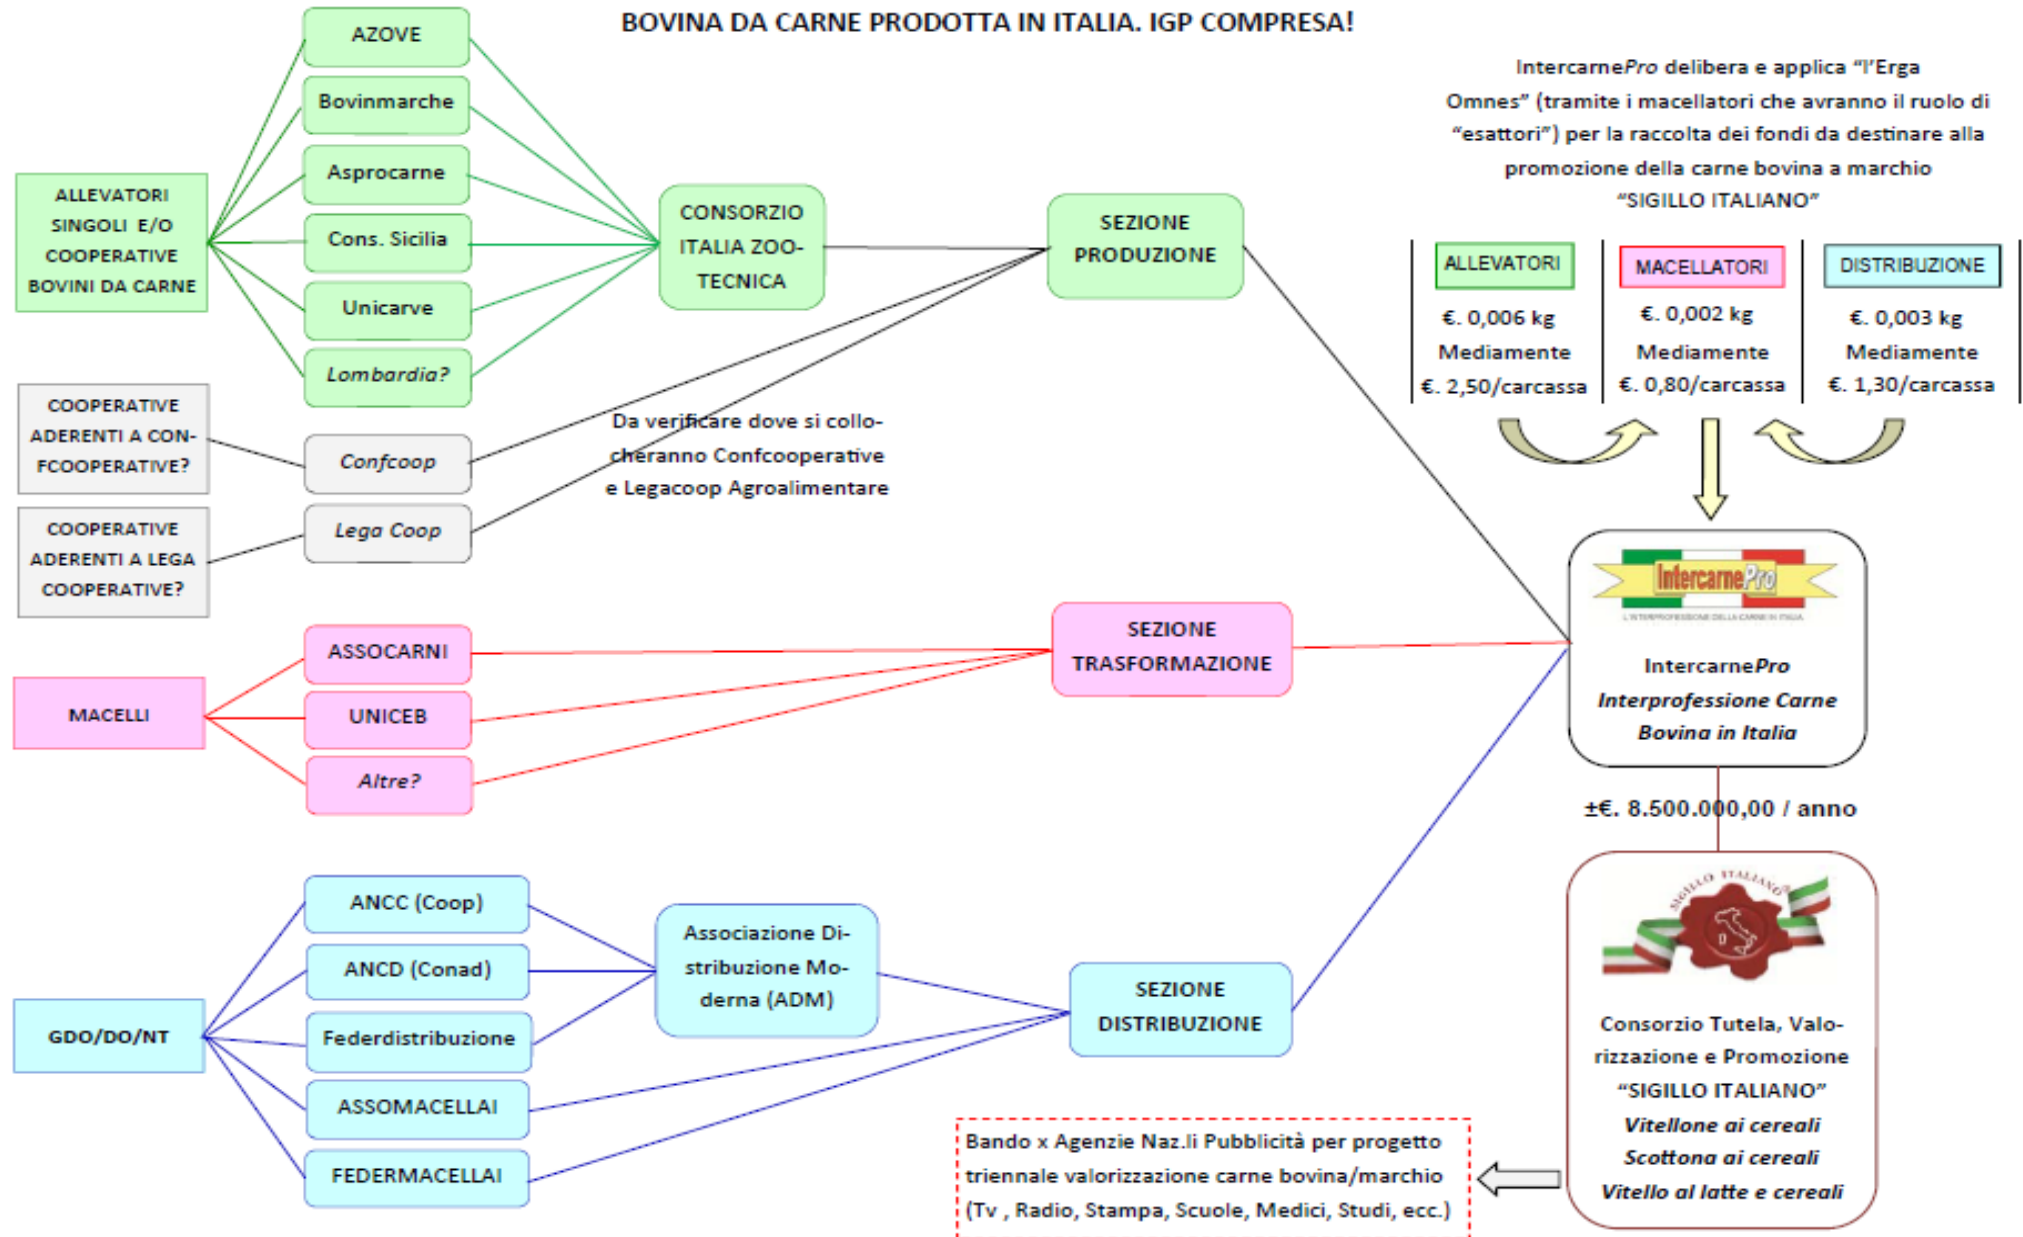 BOVINA DA CARNE PRODOTTA IN ITALIA. IGP COMPRESA!
IntercarnePro delibera e applica “l’Erga
Omnes” (tramite i macellatori che avranno il ruolo di
“esattori”) per la raccolta dei fondi da destinare alla
promozione della carne bovina a marchio
“SIGILLO ITALIANO”
ALLEVATORI
SINGOLI E/O
COOPERATIVE
BOVINI DA CARNE
AZOVE
Bovinmarche
Asprocarne
Cons. Sicilia
Unicarve
Lombardia?
CONSORZIO
ITALIA ZOO-
TECNICA
SEZIONE
PRODUZIONE
ALLEVATORI
€. 0,006 kg
Mediamente
€. 2,50/carcassa
MACELLATORI
€. 0,002 kg
Mediamente
€. 0,80/carcassa
DISTRIBUZIONE
€. 0,003 kg
Mediamente
€. 1,30/carcassa
COOPERATIVE
ADERENTI A CON-
FCOOPERATIVE?
Confcoop
COOPERATIVE
ADERENTI A LEGA
COOPERATIVE?
Lega Coop
Da verificare dove si collo-
cheranno Confcooperative
e Legacoop Agroalimentare
MACELLI
ASSOCARNI
UNICEB
Altre?
SEZIONE
TRASFORMAZIONE
IntercarnePro
L'INTERPROFESSIONE DELLA CARNE IN ITALIA
IntercarnePro
Interprofessione Carne
Bovina in Italia
±€. 8.500.000,00 / anno
GDO/DO/NT
ANCC (Coop)
ANCD (Conad)
Federdistribuzione
ASSOMACELLAI
FEDERMACELLAI
Associazione Di-
stribuzione Mo-
derna (ADM)
SEZIONE
DISTRIBUZIONE
SIGILLO ITALIANO
Consorzio Tutela, Valo-
rizzazione e Promozione
“SIGILLO ITALIANO”
Vitellone ai cereali
Scottona ai cereali
Vitello al latte e cereali
Bando x Agenzie Naz.li Pubblicità per progetto
triennale valorizzazione carne bovina/marchio
(Tv , Radio, Stampa, Scuole, Medici, Studi, ecc.)